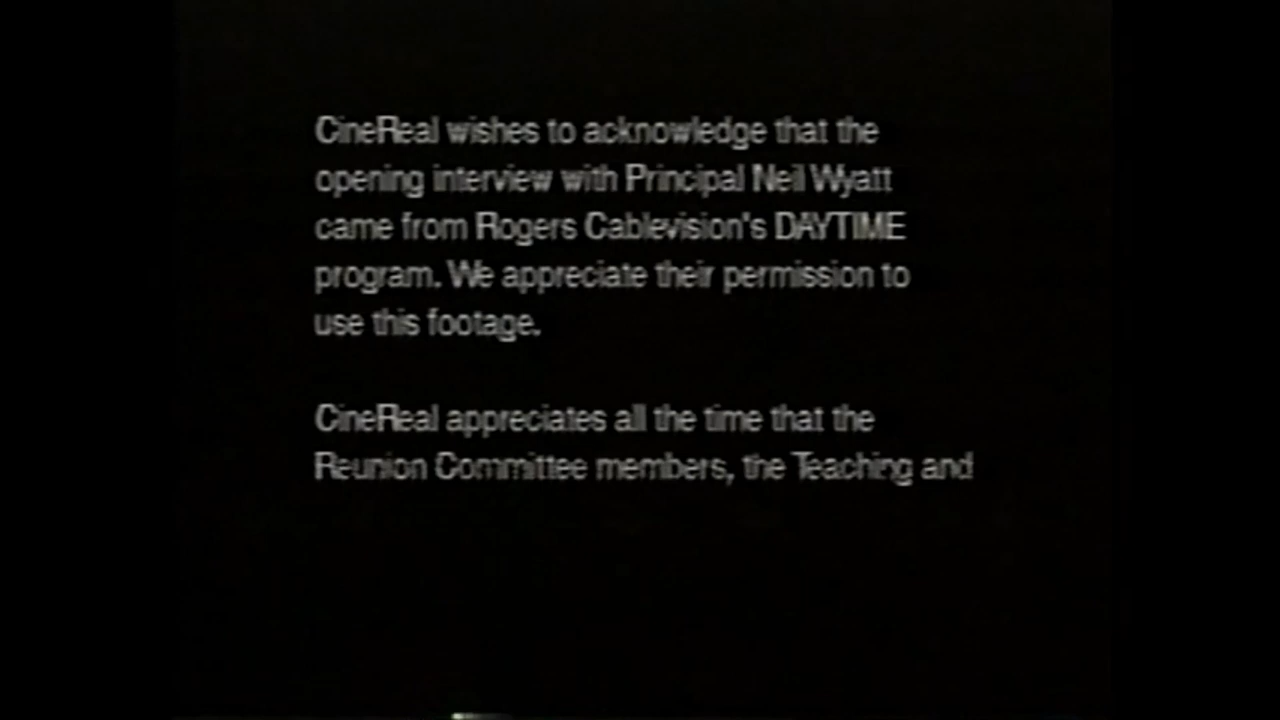 CineReal wishes to acknowledge that the
opening interview with Principal Neil Wyatt
came from Rogers Cablevision's DAYTIME
program. We appreciate their permission to
use this footage.
CineReal appreciates all the time that the
Reunion Committee members, the Teaching and